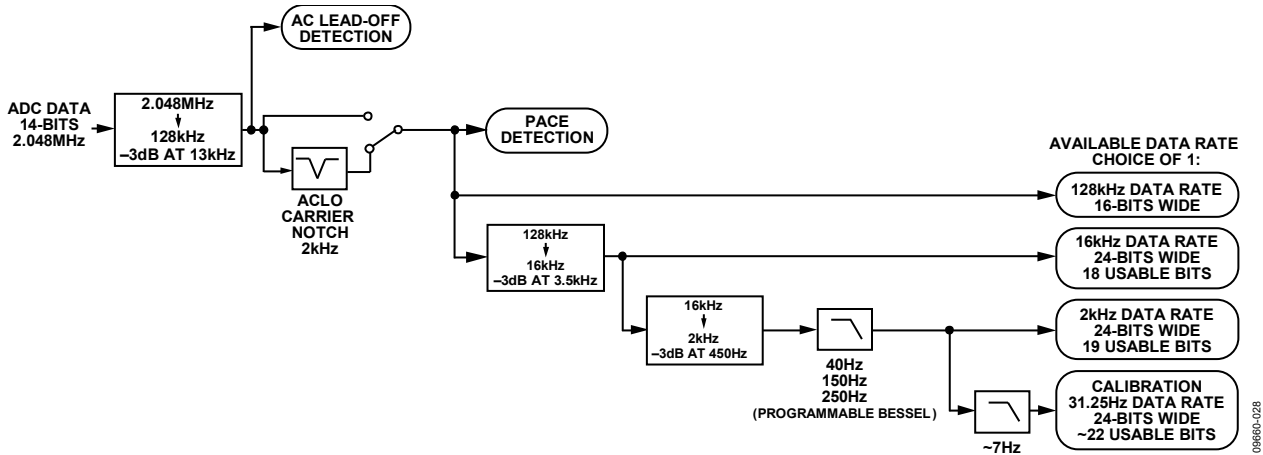 AC LEAD-OFF
DETECTION
ADC DATA
14-BITS
2.048MHz
2.048MHz
128kHz
–3dB AT 13kHz
ACLO
CARRIER
NOTCH
2kHz
PACE
DETECTION
AVAILABLE DATA RATE
CHOICE OF 1:
128kHz DATA RATE
16-BITS WIDE
128kHz
16kHz
–3dB AT 3.5kHz
16kHz DATA RATE
24-BITS WIDE
18 USABLE BITS
16kHz
2kHz
–3dB AT 450Hz
40Hz
150Hz
250Hz
(PROGRAMMABLE BESSEL)
2kHz DATA RATE
24-BITS WIDE
19 USABLE BITS
~7Hz
CALIBRATION
31.25Hz DATA RATE
24-BITS WIDE
~22 USABLE BITS
09660-028